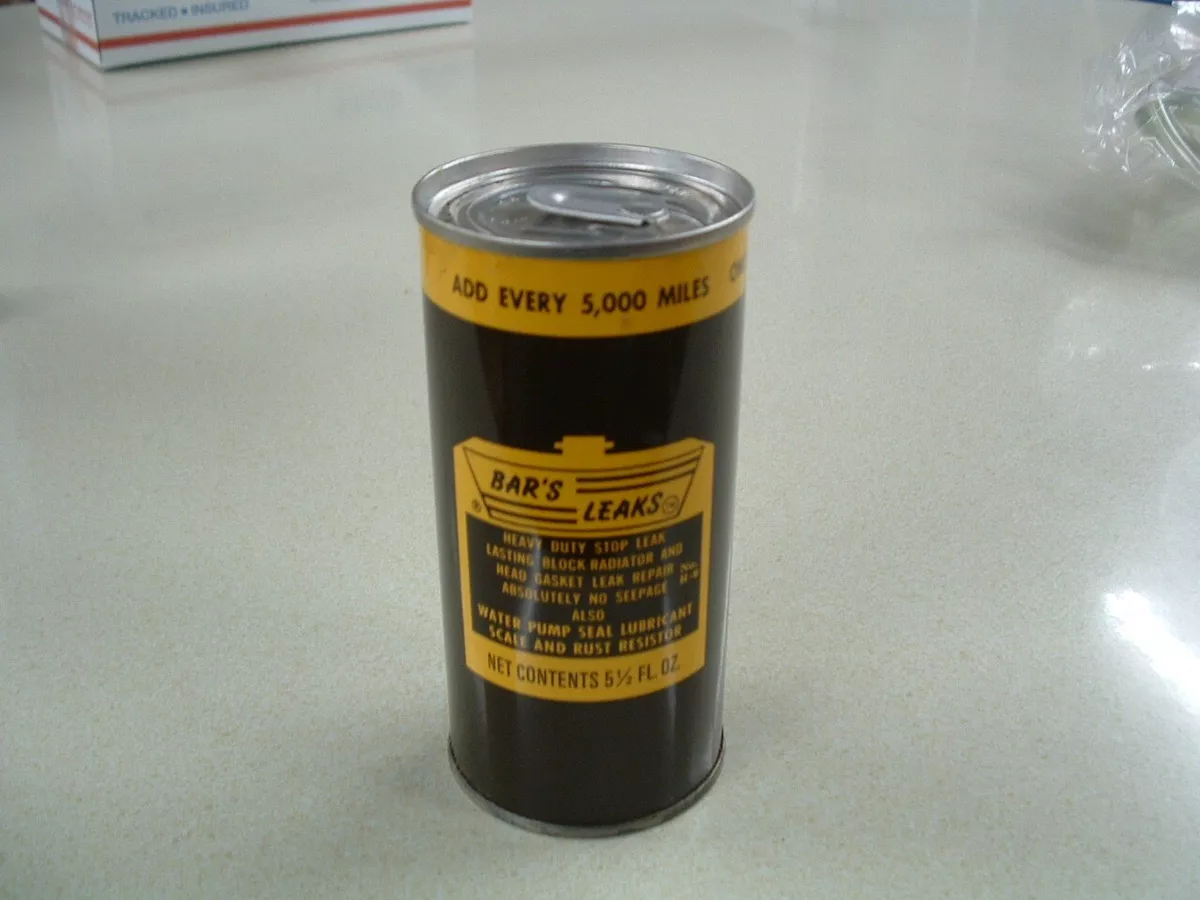 TRACKED ★ INSURED
ADD EVERY 5,000 MILES
BAR'S
LEAKS
HEAVY DUTY STOP LEAK
LASTING BLOCK RADIATOR AND
HEAD GASKET LEAK REPAIR
ABSOLUTELY NO SEEPAGE
ALSO
WATER PUMP SEAL LUBRICANT
SCALE AND RUST RESISTOR
NET CONTENTS 5½ FL. OZ.